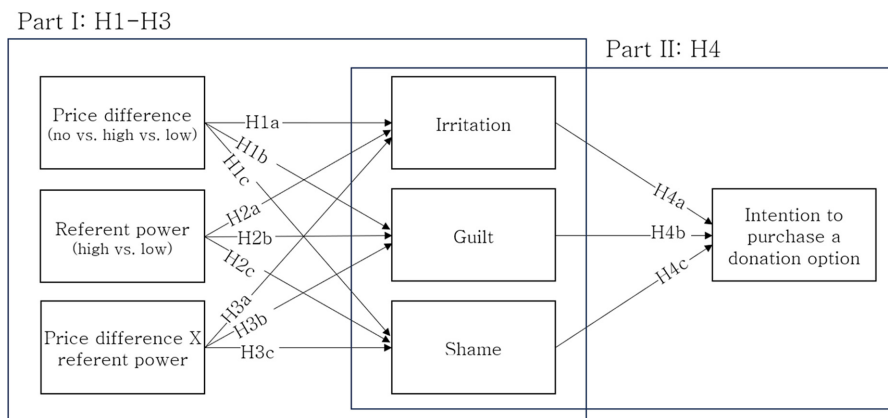 Part I: H1-H3
Part II: H4
Price difference
(no vs. high vs. low)
Referent power
(high vs. low)
Price difference X
referent power
H1a
H1b
H1c
H2a
H2b
H2c
H3a
H3b
H3c
Irritation
Guilt
Shame
H4a
H4b
H4c
Intention to
purchase a
donation option